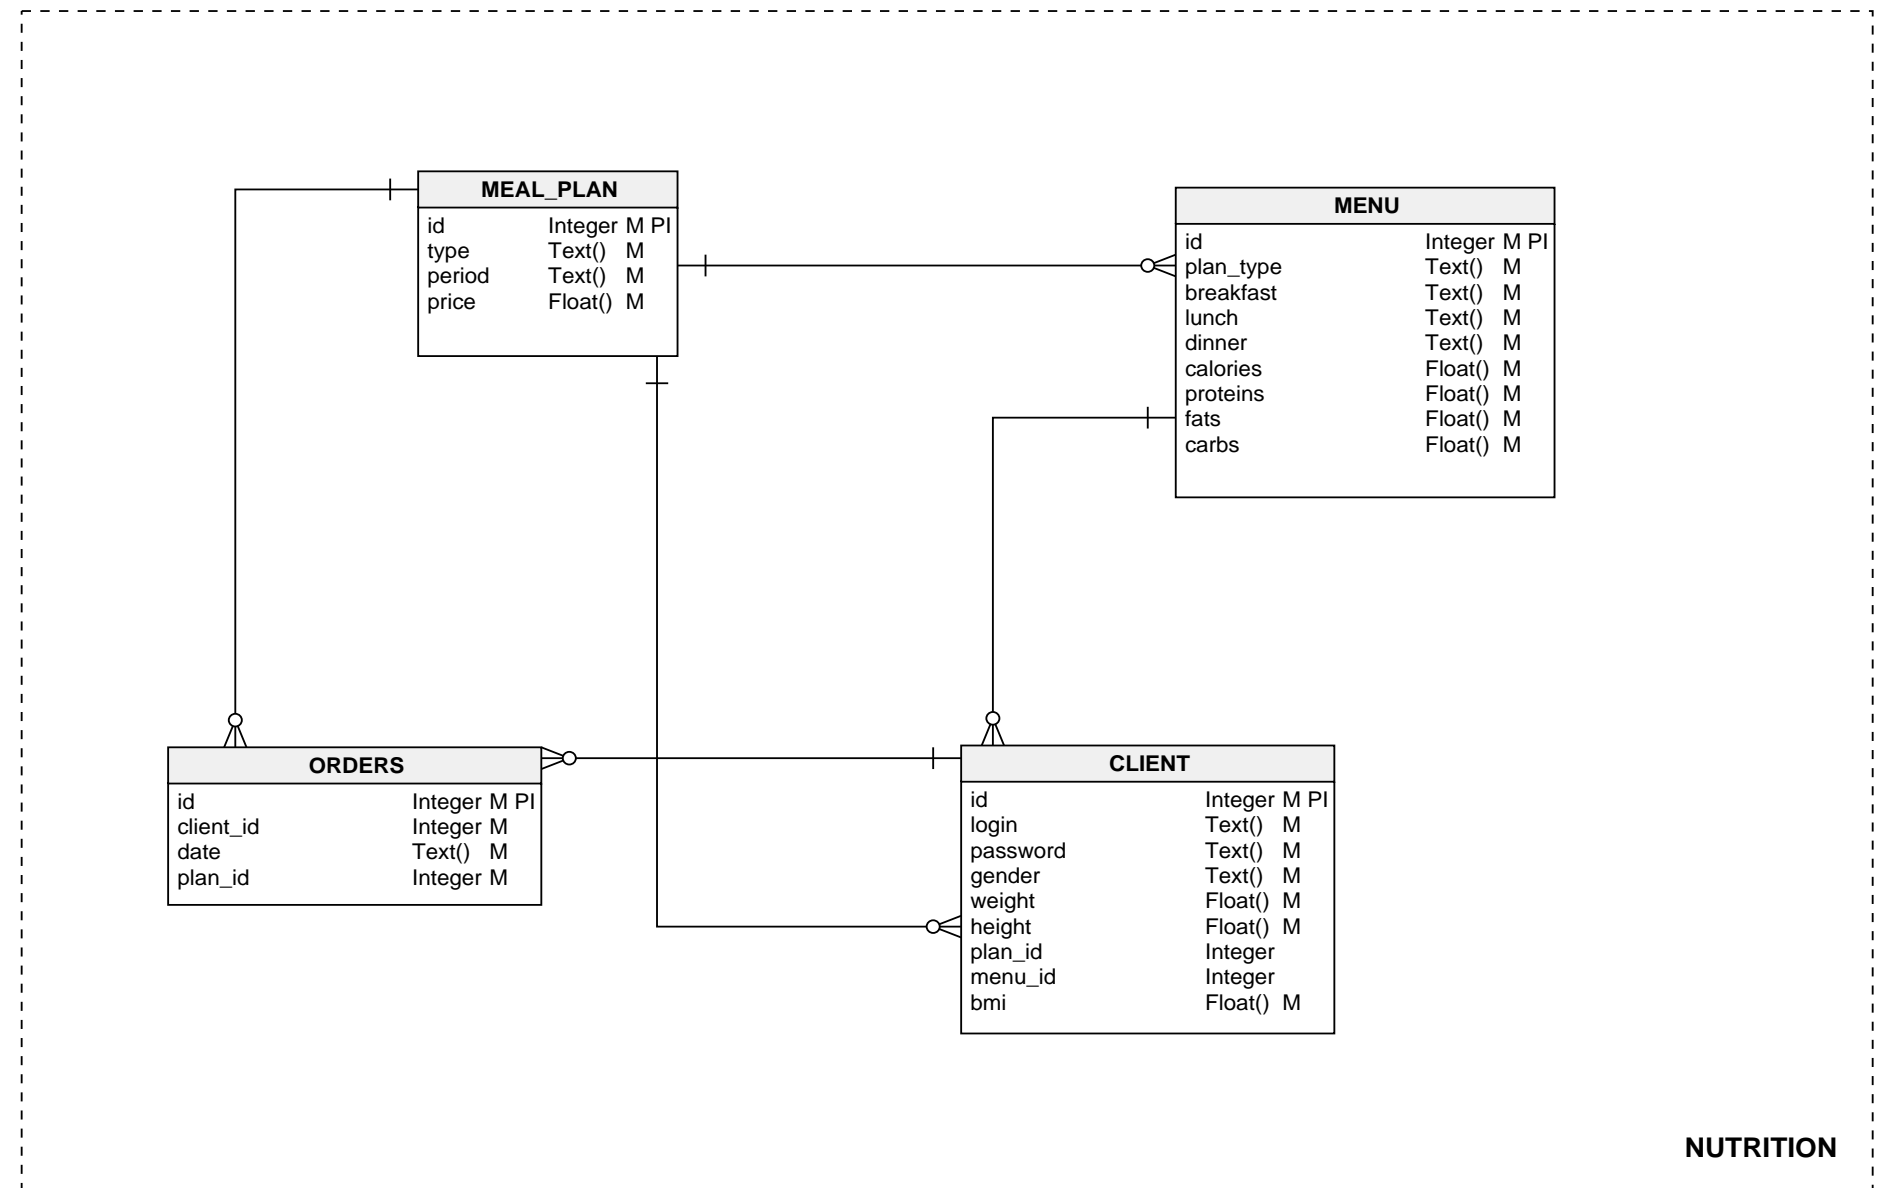 MEAL_PLAN
id Integer M PI
type Text() M
period Text() M
price Float() M
MENU
id Integer M PI
plan_type Text() M
breakfast Text() M
lunch Text() M
dinner Text() M
calories Float() M
proteins Float() M
fats Float() M
carbs Float() M
ORDERS
id Integer M PI
client_id Integer M
date Text() M
plan_id Integer M
CLIENT
id Integer M PI
login Text() M
password Text() M
gender Text() M
weight Float() M
height Float() M
plan_id Integer
menu_id Integer
bmi Float() M
NUTRITION